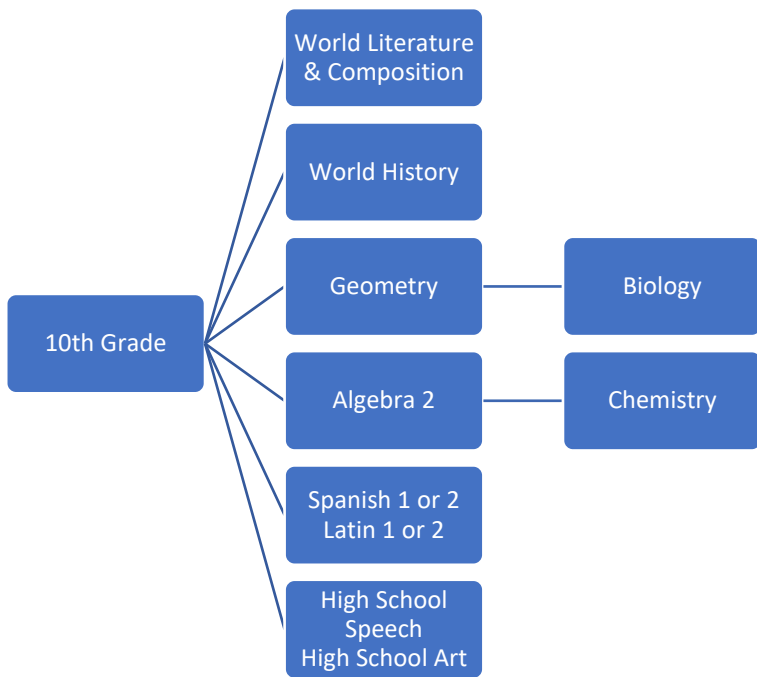 10th Grade
World Literature
& Composition
World History
Geometry
Biology
Algebra 2
Chemistry
Spanish 1 or 2
Latin 1 or 2
High School
Speech
High School Art